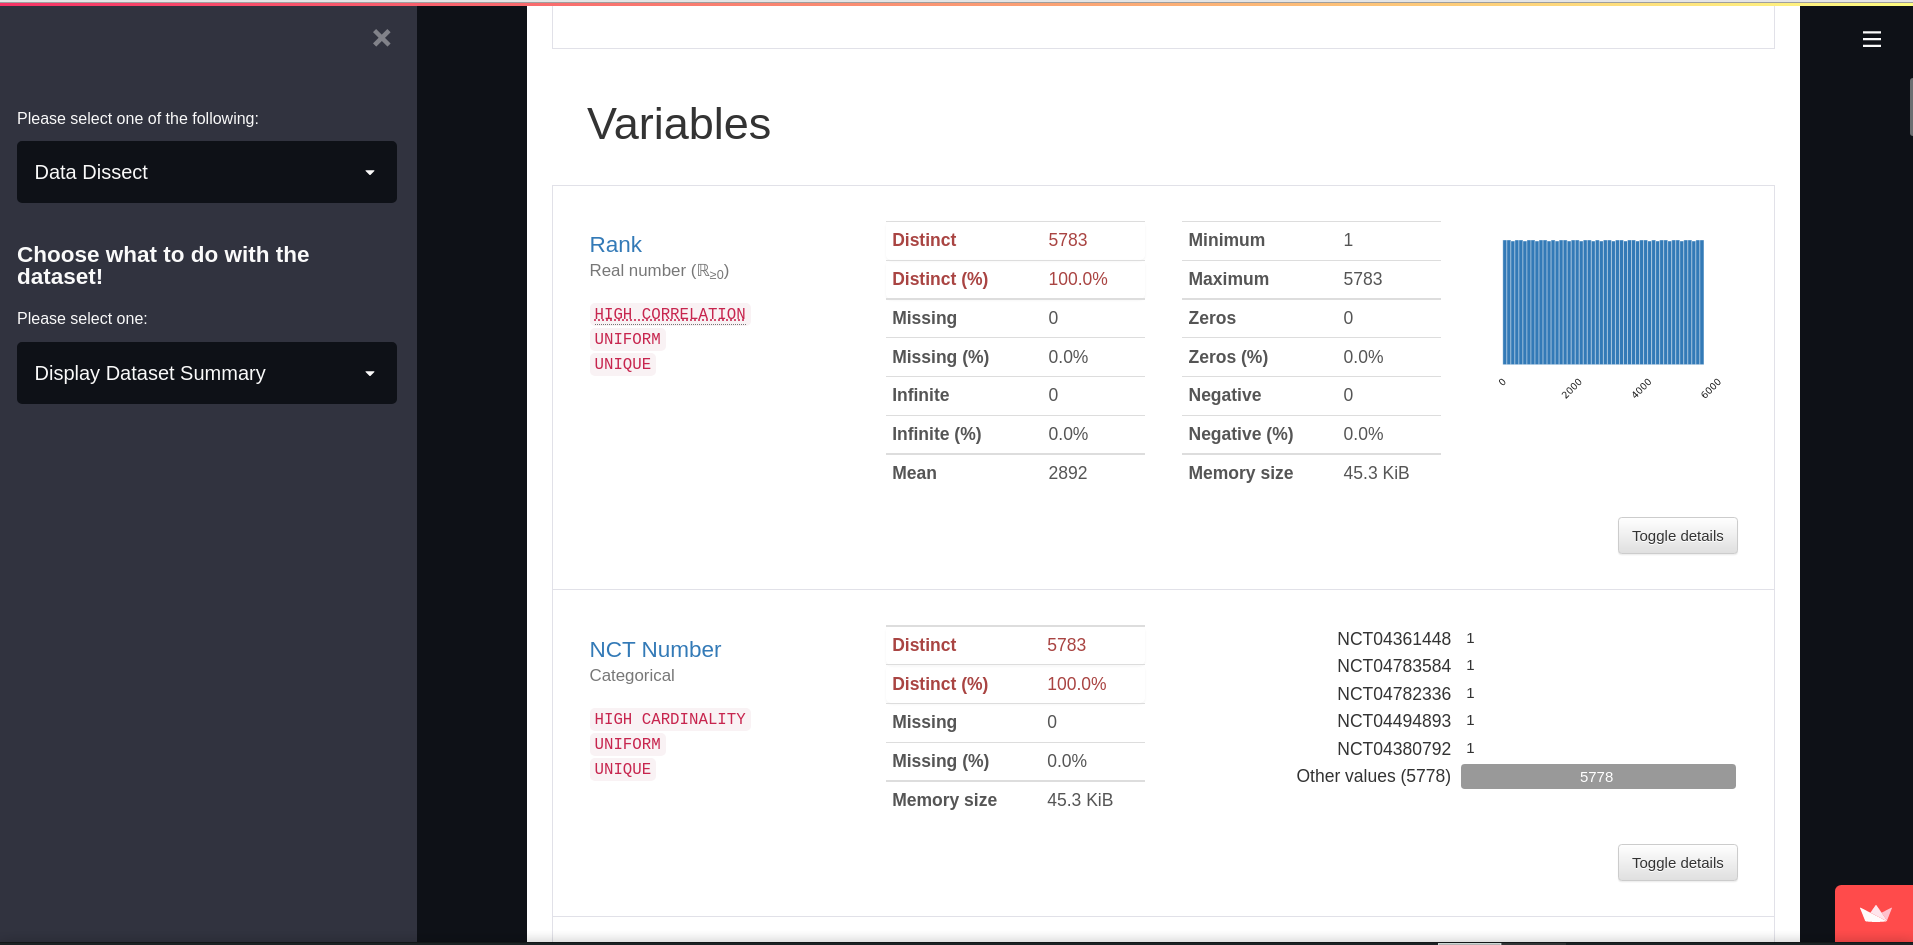 Please select one of the following:
Data Dissect
Choose what to do with the
dataset!
Please select one:
Display Dataset Summary
Variables
Rank
Real number (ℝ≥0)
HIGH CORRELATION
UNIFORM
UNIQUE
Distinct 5783
Distinct (%) 100.0%
Missing 0
Missing (%) 0.0%
Infinite 0
Infinite (%) 0.0%
Mean 2892
Minimum 1
Maximum 5783
Zeros 0
Zeros (%) 0.0%
Negative 0
Negative (%) 0.0%
Memory size 45.3 KiB
0 2000 4000 6000
Toggle details
NCT Number
Categorical
HIGH CARDINALITY
UNIFORM
UNIQUE
Distinct 5783
Distinct (%) 100.0%
Missing 0
Missing (%) 0.0%
Memory size 45.3 KiB
NCT04361448 1
NCT04783584 1
NCT04782336 1
NCT04494893 1
NCT04380792 1
Other values (5778) 5778
Toggle details